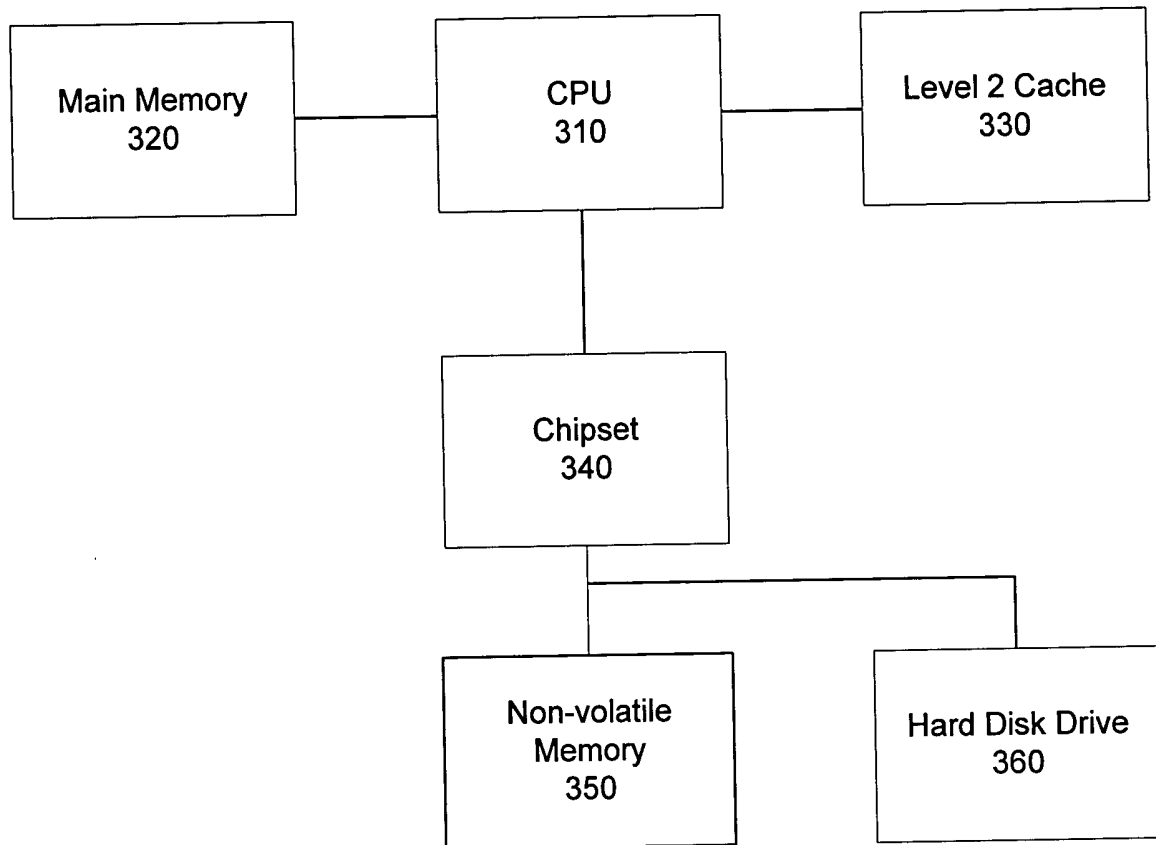 Main Memory
320
CPU
310
Level 2 Cache
330
Chipset
340
Non-volatile
Memory
350
Hard Disk Drive
360